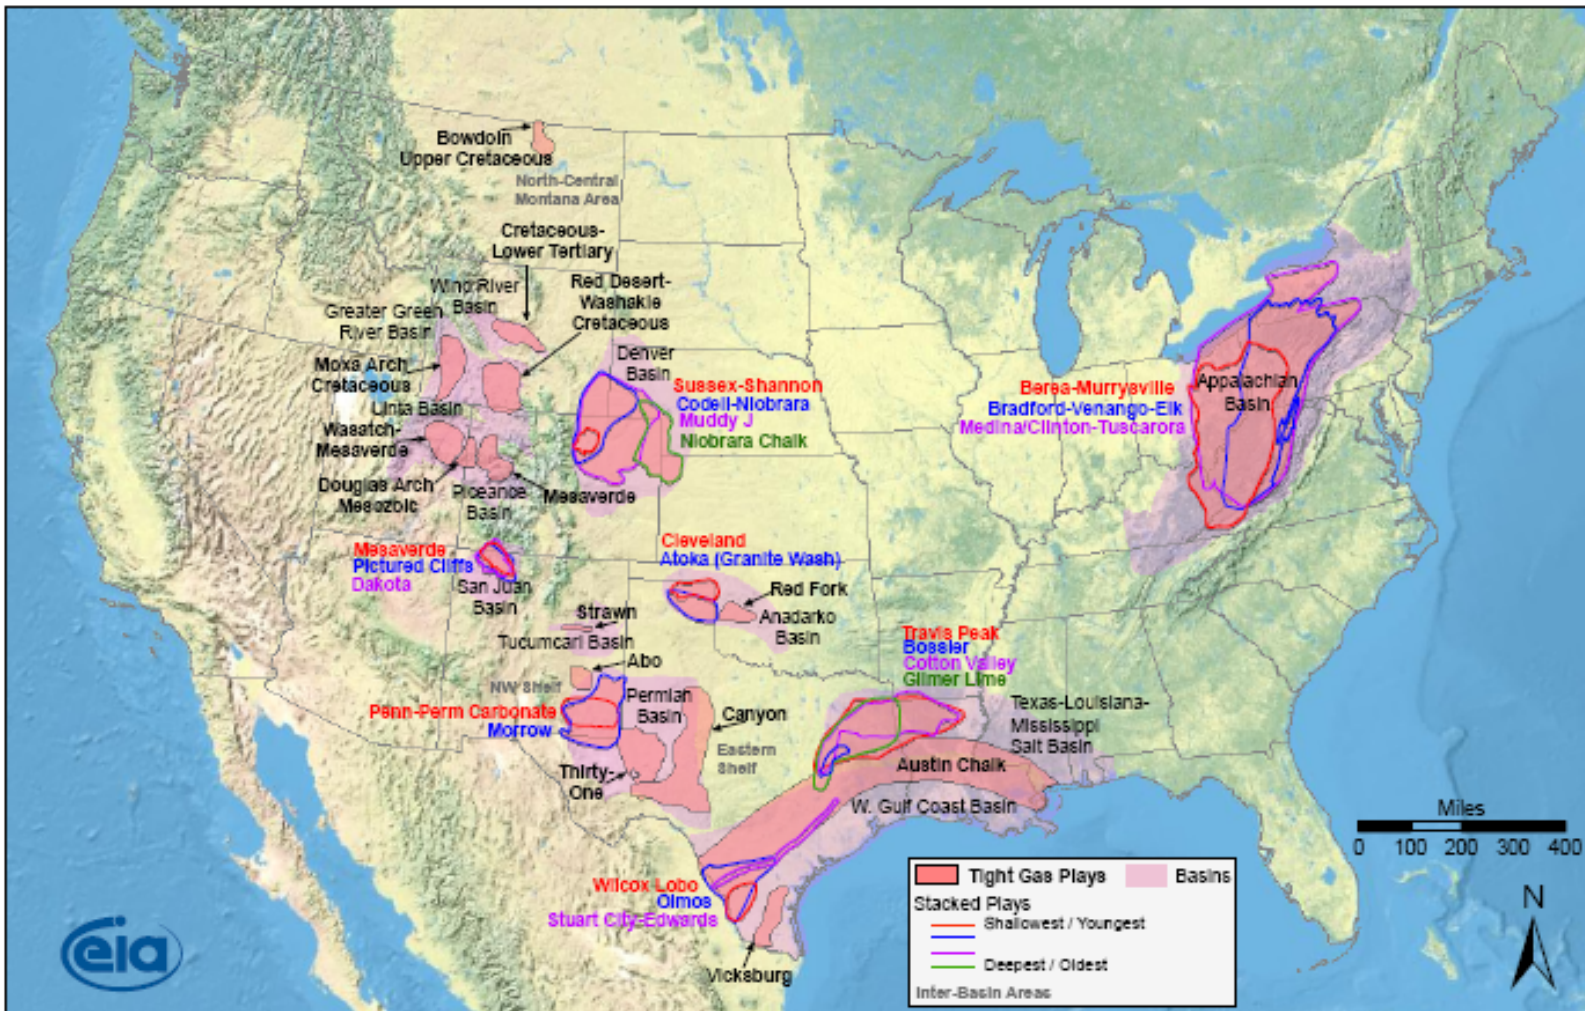 Bowdoin
Upper Cretaceous
North-Central
Montana Area
Cretaceous-
Lower Tertiary
Wind River
Basin
Red Desert-
Washakie
Cretaceous
Greater Green
River Basin
Moxa Arch
Cretaceous
Uinta Basin
Wasatch-
Mesaverde
Douglas Arch
Mesozoic
Piceance
Basin
Mesaverde
Denver
Basin
Sussex-Shannon
Codell-Niobrara
Muddy J
Niobrara Chalk
Berea-Murrysville
Bradford-Venango-Elk
Medina/Clinton-Tuscarora
Appalachian
Basin
Mesaverde
Pictured Cliffs
Dakota
San Juan
Basin
Cleveland
Atoka (Granite Wash)
Red Fork
Anadarko
Basin
Strawn
Tucumcari Basin
Abo
NW Shelf
Permian
Basin
Penn-Perm Carbonate
Morrow
Canyon
Eastern
Shelf
Thirty-
One
Travis Peak
Bossier
Cotton Valley
Gilmer Lime
Texas-Louisiana-
Mississippi
Salt Basin
Austin Chalk
W. Gulf Coast Basin
Wilcox Lobo
Olmos
Stuart City-Edwards
Vicksburg
Miles
0 100 200 300 400
N
Tight Gas Plays Basins
Stacked Plays
Shallowest / Youngest
Deepest / Oldest
Inter-Basin Areas
eia